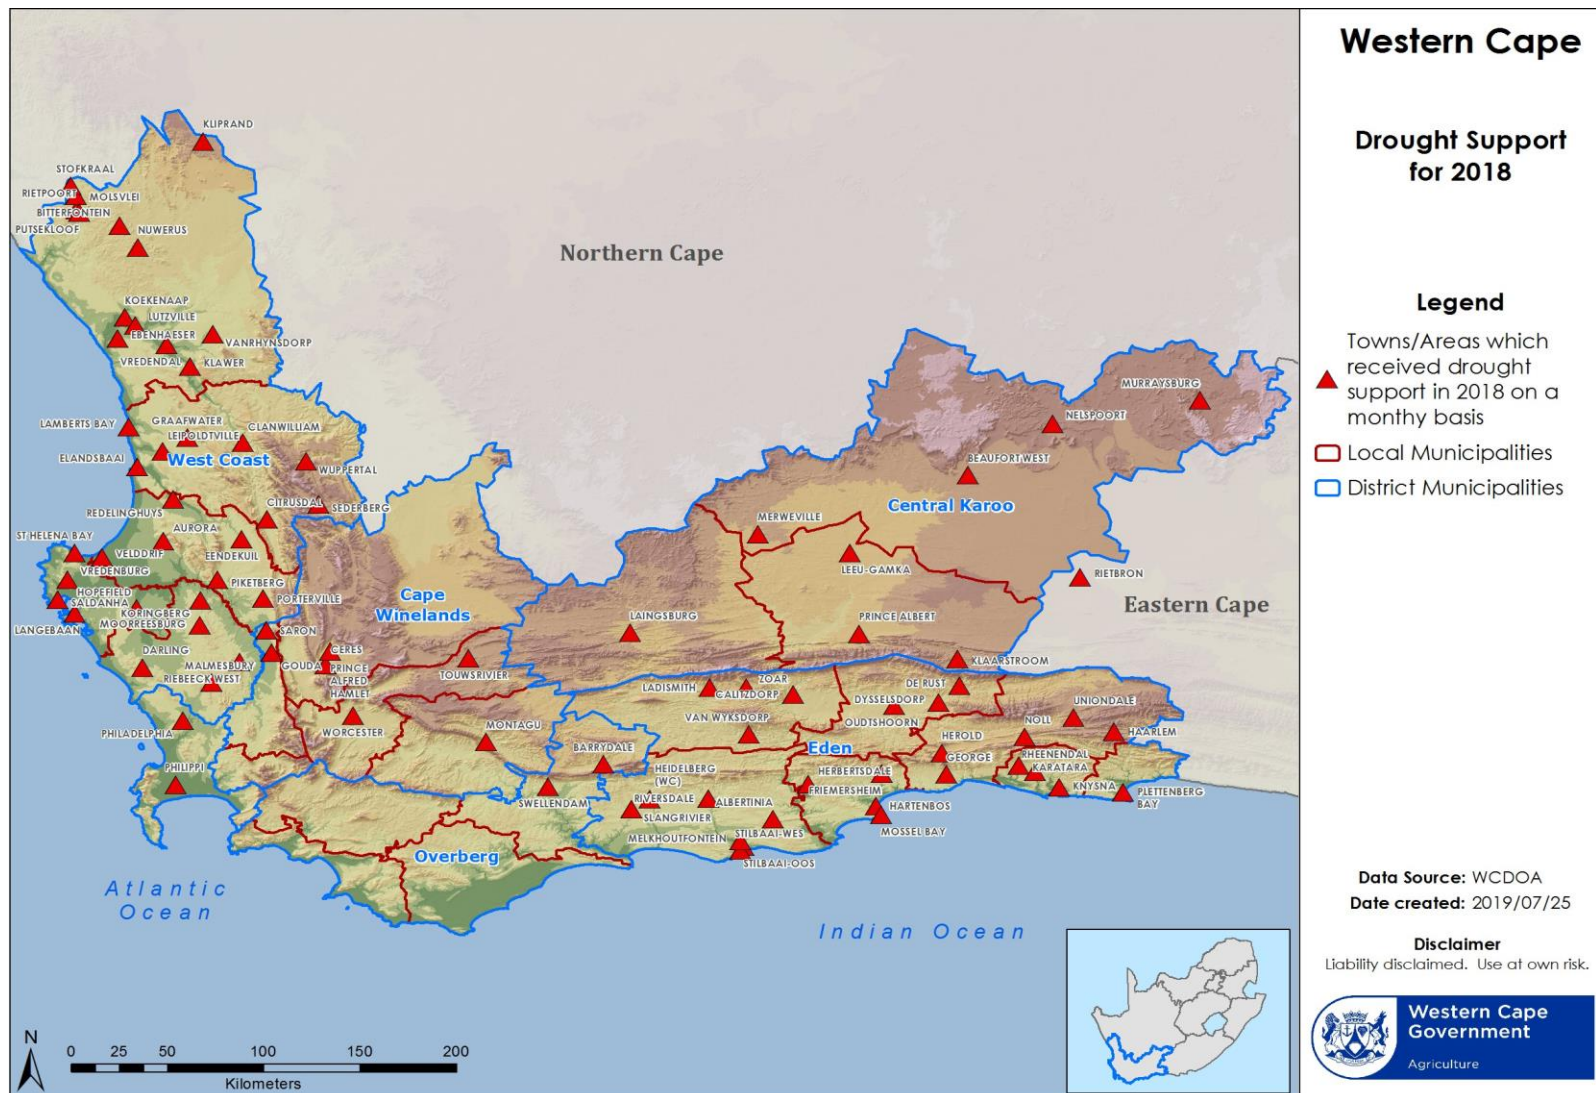 Western Cape
Drought Support
for 2018
Legend
Towns/Areas which
received drought
support in 2018 on a
monthy basis
Local Municipalities
District Municipalities
Data Source: WCDOA
Date created: 2019/07/25
Disclaimer
Liability disclaimed. Use at own risk.
Western Cape
Government
Agriculture
KLIPRAND
STOFKRAAL
RIETPOORT
MOLSVLEI
BITTERFONTEIN
PUTSEKLOOF
NUWERUS
Northern Cape
KOEKENAAP
LUTZVILLE
EBENHAESER
VANRHYNSDORP
VREDENDAL
KLAWER
MURRAYSBURG
NELSPOORT
LAMBERTS BAY
GRAAFWATER
LEIPOLDTVILLE
CLANWILLIAM
West Coast
ELANDSBAAI
WUPPERTAL
BEAUFORT WEST
Central Karoo
CITRUSDAL
SEDERBERG
REDELINGHUYS
MERWEVILLE
AURORA
ST HELENA BAY
VELDDRIF
EENDEKUIL
LEEU-GAMKA
VREDENBURG
RIETBRON
PIKETBERG
HOPEFIELD
SALDANHA
PORTERVILLE
Cape
Winelands
Eastern Cape
KORINGBERG
LAINGSBURG
PRINCE ALBERT
MOORREESBURG
LANGEBAAN
SARON
DARLING
CERES
MALMESBURY
GOUDA
PRINCE
ALFRED
HAMLET
KLAARSTROOM
RIEBEECK WEST
TOUWSRIVIER
ZOAR
LADISMITH
CALITZDORP
DE RUST
DYSSELSDORP
UNIONDALE
VAN WYKSDORP
OUDTSHOORN
NOLL
PHILADELPHIA
WORCESTER
MONTAGU
HAARLEM
BARRYDALE
Eden
HEROLD
GEORGE
RHEENENDAL
PHILIPPI
HEIDELBERG
(WC)
HERBERTSDALE
KARATARA
FRIEMERSHEIM
KNYSNA
PLETTENBERG
BAY
SWELLENDAM
RIVERSDALE
ALBERTINIA
HARTENBOS
SLANGRIVIER
MOSSEL BAY
MELKHOUTFONTEIN
STILBAAI-WES
Overberg
STILBAAI-OOS
Atlantic
Ocean
Indian Ocean
N
0 25 50 100 150 200
Kilometers